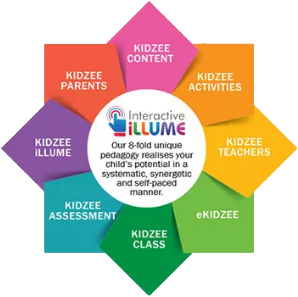 KIDZEE
CONTENT
KIDZEE
ACTIVITIES
KIDZEE
TEACHERS
eKIDZEE
KIDZEE
CLASS
KIDZEE
ASSESSMENT
KIDZEE
ILLUME
KIDZEE
PARENTS
Interactive
iLLUME
Our 8-fold unique
pedagogy realises your
child's potential in a
systematic, synergetic
and self-paced
manner.